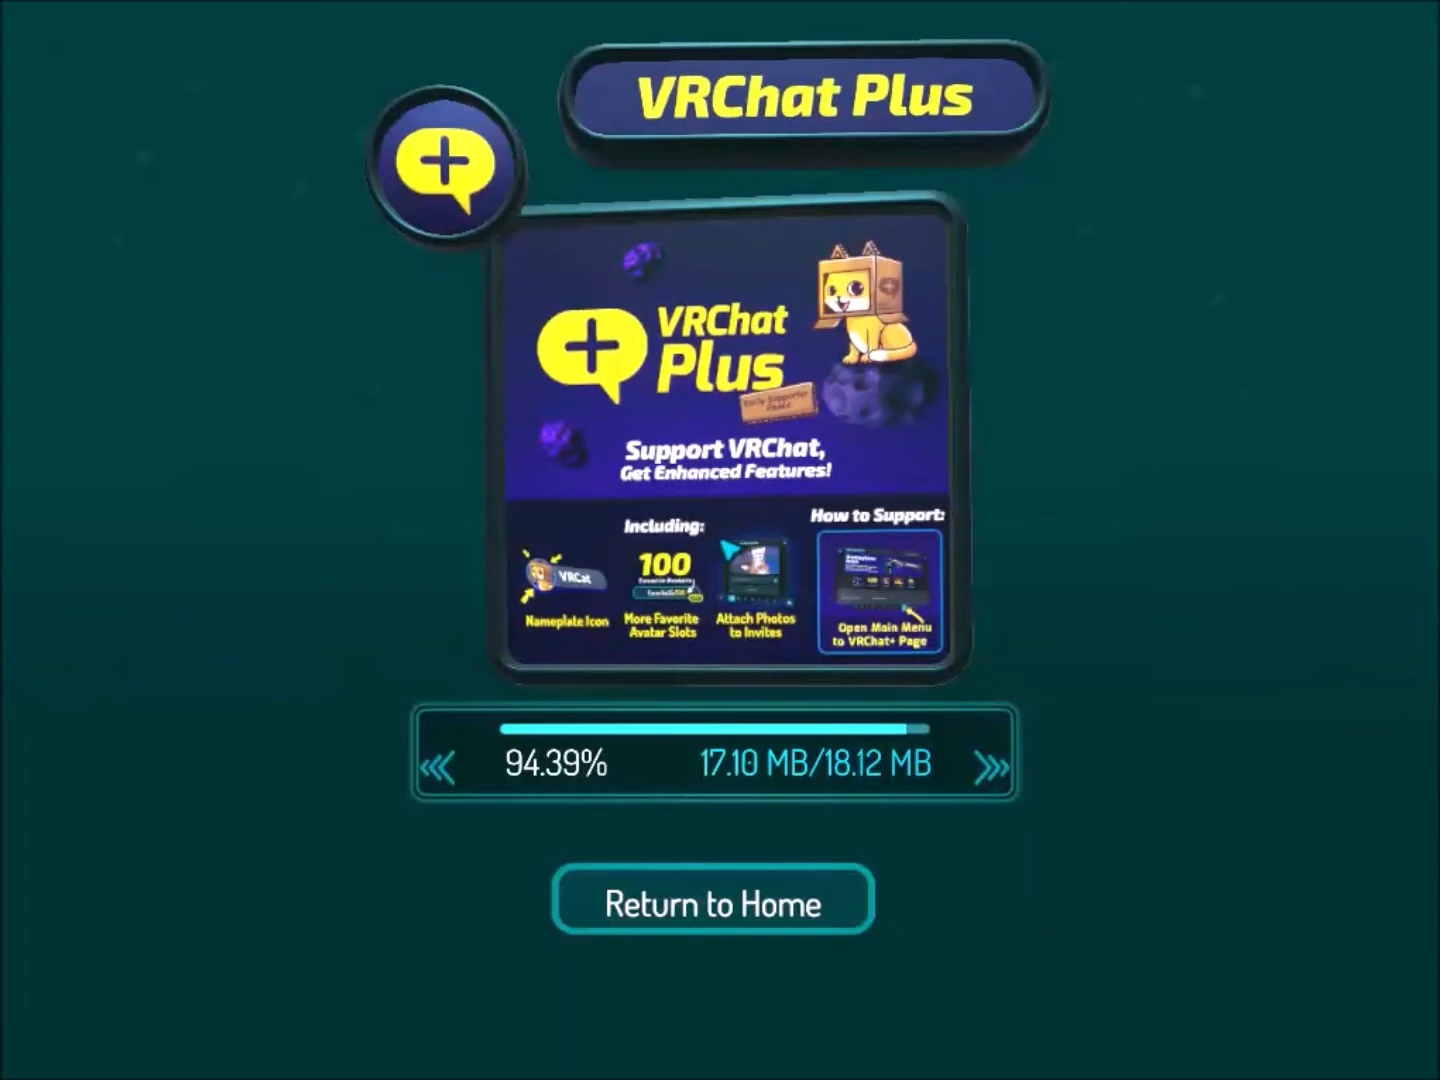 VRChat Plus
VRChat
Plus
Early Supporter
Support VRChat,
Get Enhanced Features!
Including:
How to Support:
VRCat
100
Nameplate Icon
More Favorite
Avatar Slots
Attach Photos
to Invites
Open Main Menu
to VRChat+ Page
94.39%
17.10 MB/18.12 MB
Return to Home